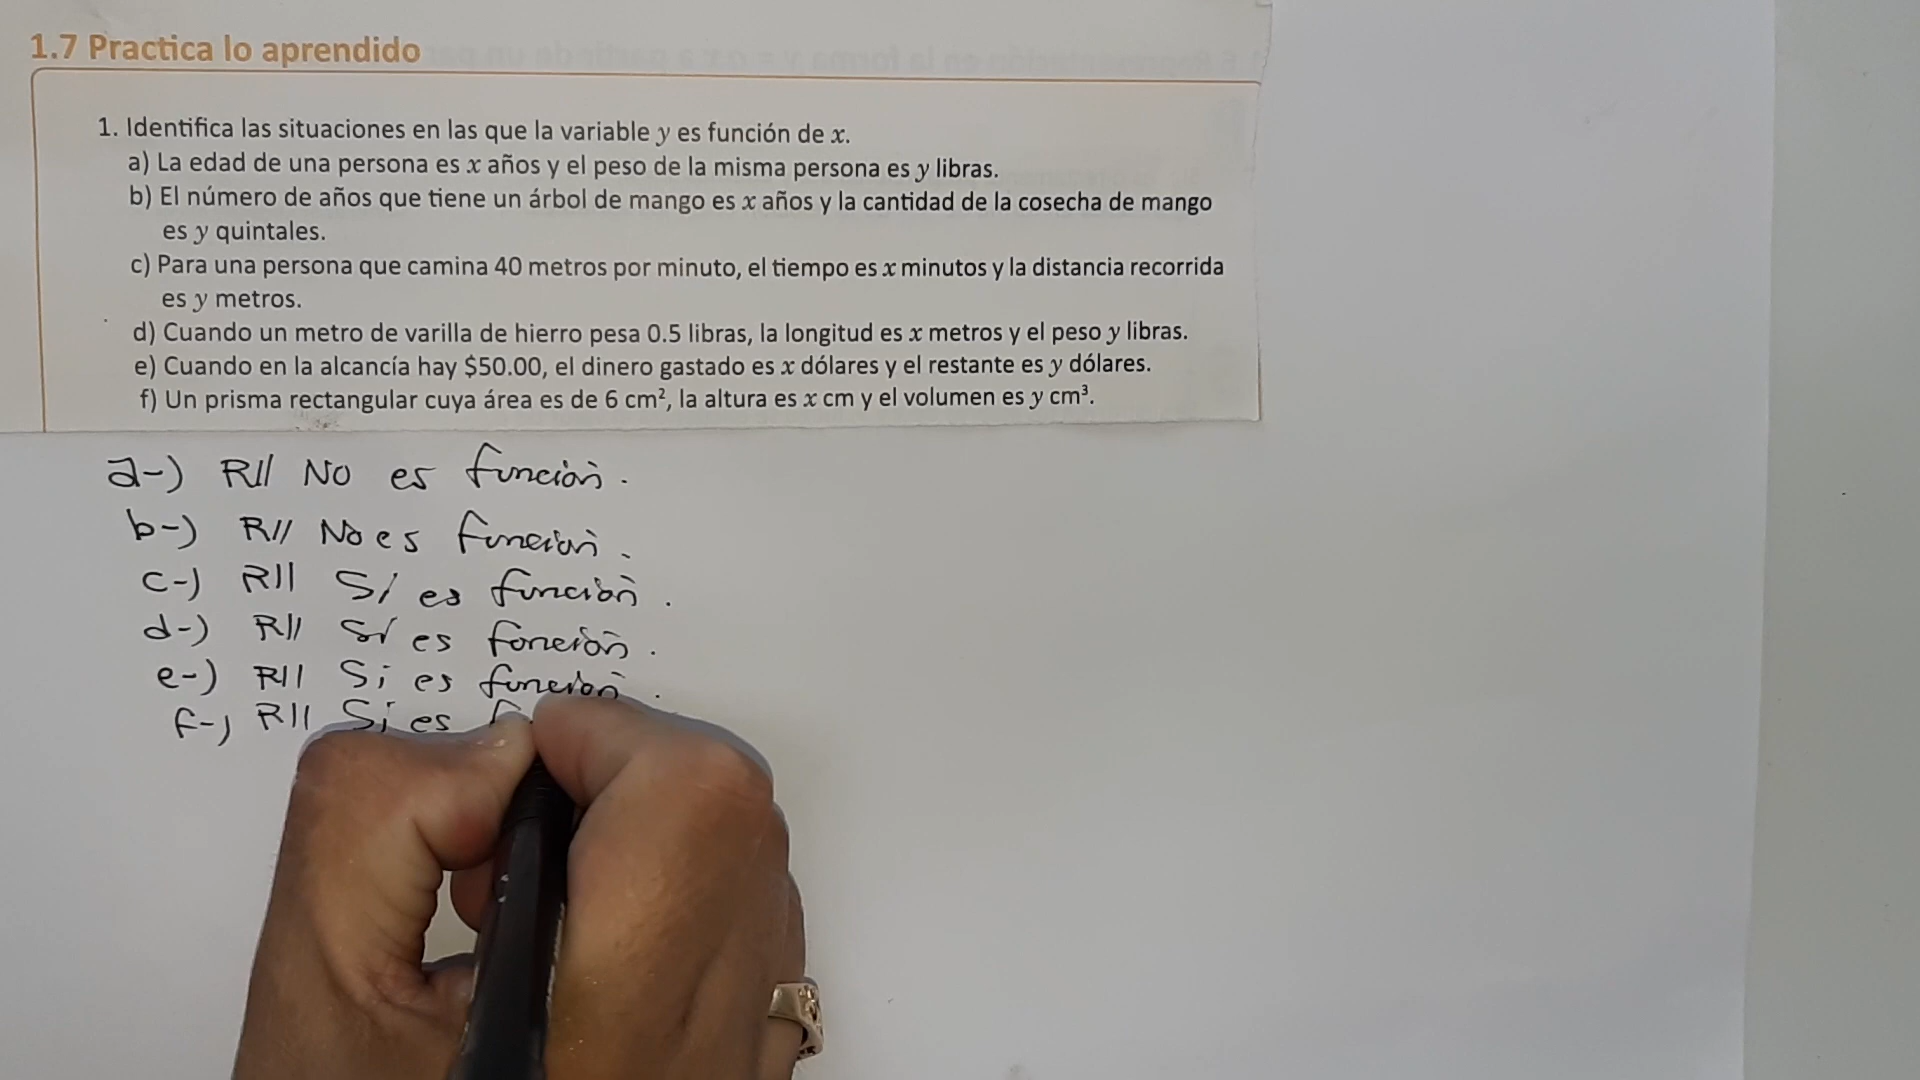 1.7 Practica lo aprendido
1. Identifica las situaciones en las que la variable y es función de x.
a) La edad de una persona es x años y el peso de la misma persona es y libras.
b) El número de años que tiene un árbol de mango es x años y la cantidad de la cosecha de mango
es y quintales.
c) Para una persona que camina 40 metros por minuto, el tiempo es x minutos y la distancia recorrida
es y metros.
d) Cuando un metro de varilla de hierro pesa 0.5 libras, la longitud es x metros y el peso y libras.
e) Cuando en la alcancía hay $50.00, el dinero gastado es x dólares y el restante es y dólares.
f) Un prisma rectangular cuya área es de 6 cm², la altura es x cm y el volumen es y cm³.
a-) R// No es función.
b-) R// No es función.
c-) R// Sí es función.
d-) R// Sí es función.
e-) R// Si es función.
f-) R// Si es